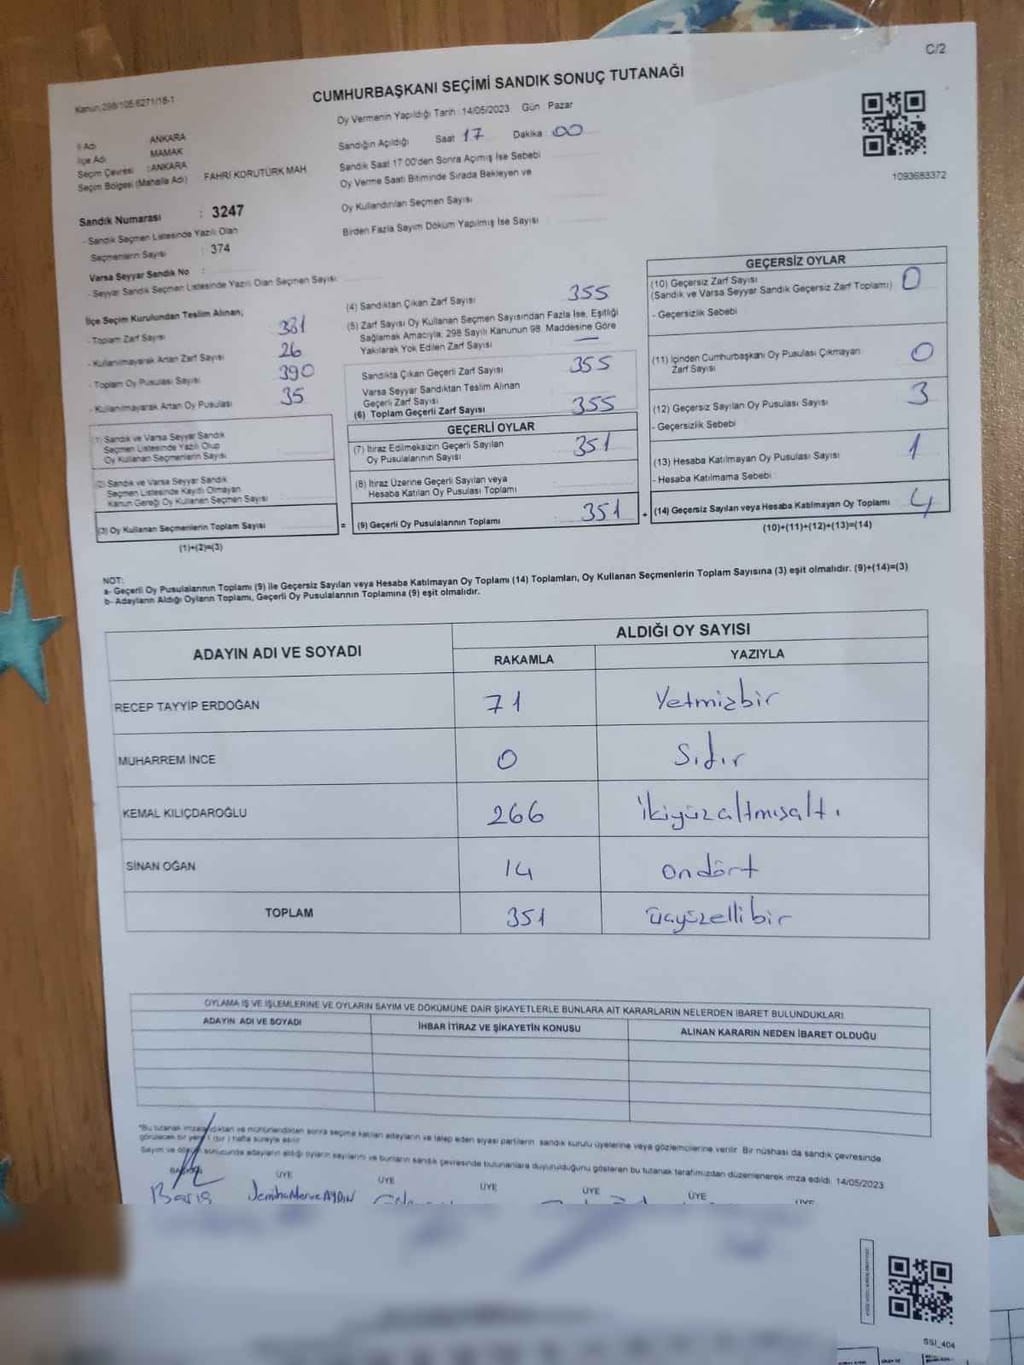 C/2
Kanun:298/105,6271/18-1
CUMHURBAŞKANI SEÇİMİ SANDIK SONUÇ TUTANAĞI
Oy Vermenin Yapıldığı Tarih : 14/05/2023 Gün Pazar
İl Adı ANKARA
İlçe Adı MAMAK
Seçim Çevresi : ANKARA
Seçim Bölgesi (Mahalle Adı) FAHRİ KORUTÜRK MAH
Sandık Numarası : 3247
- Sandık Seçmen Listesinde Yazılı Olan
Seçmenlerin Sayısı : 374
Varsa Seyyar Sandık No :
- Seyyar Sandık Seçmen Listesinde Yazılı Olan Seçmen Sayısı:
Sandığın Açıldığı Saat 17 Dakika 00
Sandık Saat 17:00'den Sonra Açımış İse Sebebi
Oy Verme Saati Bitiminde Sırada Bekleyen ve
Oy Kullandırılan Seçmen Sayısı
Birden Fazla Sayım Döküm Yapılmış İse Sayısı
1093683372
İlçe Seçim Kurulundan Teslim Alınan;
- Toplam Zarf Sayısı 381
- Kullanılmayarak Artan Zarf Sayısı 26
- Toplam Oy Pusulası Sayısı 390
- Kullanılmayarak Artan Oy Pusulası 35
(1) Sandık ve Varsa Seyyar Sandık
Seçmen Listesinde Yazılı Olup
Oy Kullanan Seçmenlerin Sayısı
(2) Sandık ve Varsa Seyyar Sandık
Seçmen Listesinde Kayıtlı Olmayan
Kanun Gereği Oy Kullanan Seçmen Sayısı
(3) Oy Kullanan Seçmenlerin Toplam Sayısı
(1)+(2)=(3)
(4) Sandıktan Çıkan Zarf Sayısı 355
(5) Zarf Sayısı Oy Kullanan Seçmen Sayısından Fazla İse, Eşitliği
Sağlamak Amacıyla, 298 Sayılı Kanunun 98. Maddesine Göre
Yakılarak Yok Edilen Zarf Sayısı —
Sandıkta Çıkan Geçerli Zarf Sayısı 355
Varsa Seyyar Sandıktan Teslim Alınan
Geçerli Zarf Sayısı
(6) Toplam Geçerli Zarf Sayısı 355
GEÇERLİ OYLAR
(7) İtiraz Edilmeksizin Geçerli Sayılan
Oy Pusulalarının Sayısı 351
(8) İtiraz Üzerine Geçerli Sayılan veya
Hesaba Katılan Oy Pusulası Toplamı
= (9) Geçerli Oy Pusulalarının Toplamı 351 +
GEÇERSİZ OYLAR
(10) Geçersiz Zarf Sayısı
(Sandık ve Varsa Seyyar Sandık Geçersiz Zarf Toplamı) 0
- Geçersizlik Sebebi
(11) İçinden Cumhurbaşkanı Oy Pusulası Çıkmayan
Zarf Sayısı 0
(12) Geçersiz Sayılan Oy Pusulası Sayısı 3
- Geçersizlik Sebebi
(13) Hesaba Katılmayan Oy Pusulası Sayısı 1
- Hesaba Katılmama Sebebi
(14) Geçersiz Sayılan veya Hesaba Katılmayan Oy Toplamı 4
(10)+(11)+(12)+(13)=(14)
NOT:
a- Geçerli Oy Pusulalarının Toplamı (9) ile Geçersiz Sayılan veya Hesaba Katılmayan Oy Toplamı (14) Toplamları, Oy Kullanan Seçmenlerin Toplam Sayısına (3) eşit olmalıdır. (9)+(14)=(3)
b- Adayların Aldığı Oyların Toplamı, Geçerli Oy Pusulalarının Toplamına (9) eşit olmalıdır.
ADAYIN ADI VE SOYADI ALDIĞI OY SAYISI
RAKAMLA YAZIYLA
RECEP TAYYİP ERDOĞAN 71 Yetmizbir
MUHARREM İNCE 0 Sıfır
KEMAL KILIÇDAROĞLU 266 ikiyüzaltmışaltı
SİNAN OĞAN 14 ondört
TOPLAM 351 üçyüzellibir
OYLAMA İŞ VE İŞLEMLERİNE VE OYLARIN SAYIM VE DÖKÜMÜNE DAİR ŞİKAYETLERLE BUNLARA AİT KARARLARIN NELERDEN İBARET BULUNDUKLARI
ADAYIN ADI VE SOYADI İHBAR İTİRAZ VE ŞİKAYETİN KONUSU ALINAN KARARIN NEDEN İBARET OLDUĞU
*Bu tutanak imzalandıktan ve mühürlendikten sonra seçime katılan adayların ve talep eden siyasi partilerin sandık kurulu üyelerine veya gözlemcilerine verilir. Bir nüshası da sandık çevresinde
görülecek bir yere 1 (bir) hafta süreyle asılır
Sayım ve döküm sonucunda adayların aldığı oyların sayılarını ve bunların sandık çevresinde bulunanlara duyurulduğunu gösteren bu tutanak tarafımızdan düzenlenerek imza edildi. 14/05/2023
BAŞKAN ÜYE ÜYE ÜYE ÜYE ÜYE ÜYE
Barış AYDIN
SSI_404